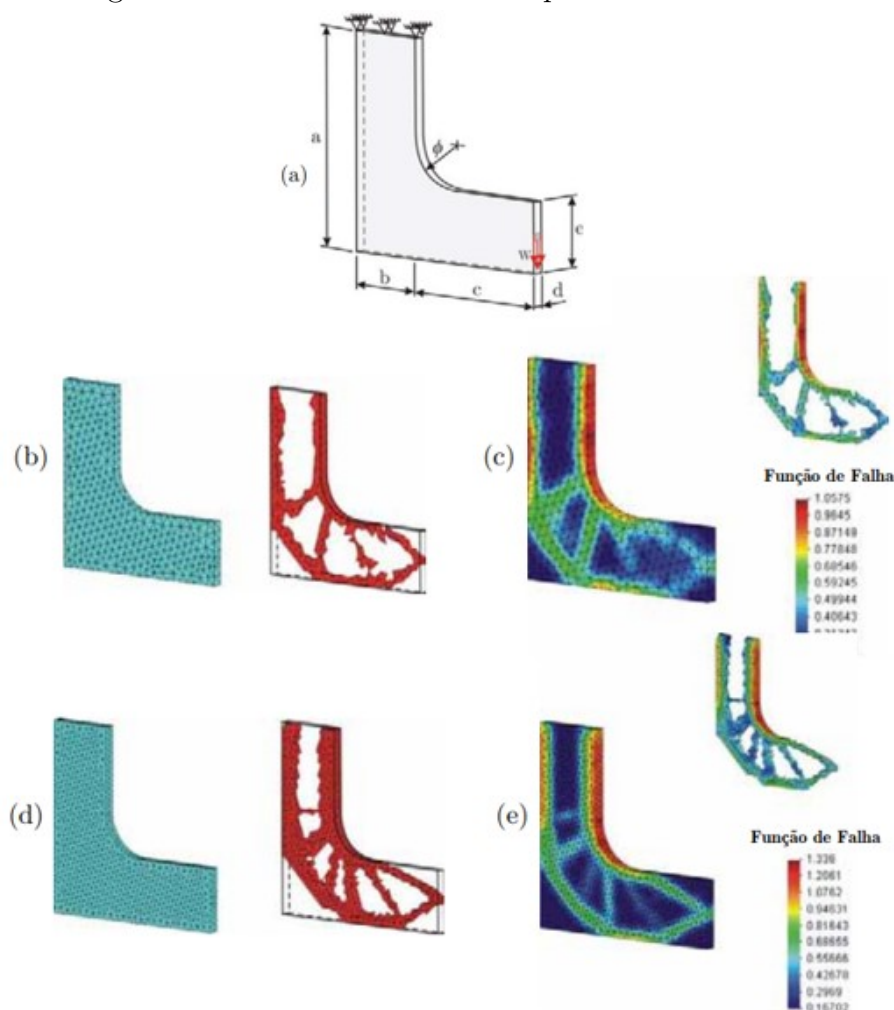 a
(a)
ϕ
e
W
b
c
d
(b)
(c)
Função de Falha
1.0575
0.9645
0.87149
0.77848
0.68546
0.59245
0.49944
0.40643
(d)
(e)
Função de Falha
1.336
1.2061
1.0762
0.94631
0.81643
0.68655
0.55666
0.42678
0.2969
0.16702